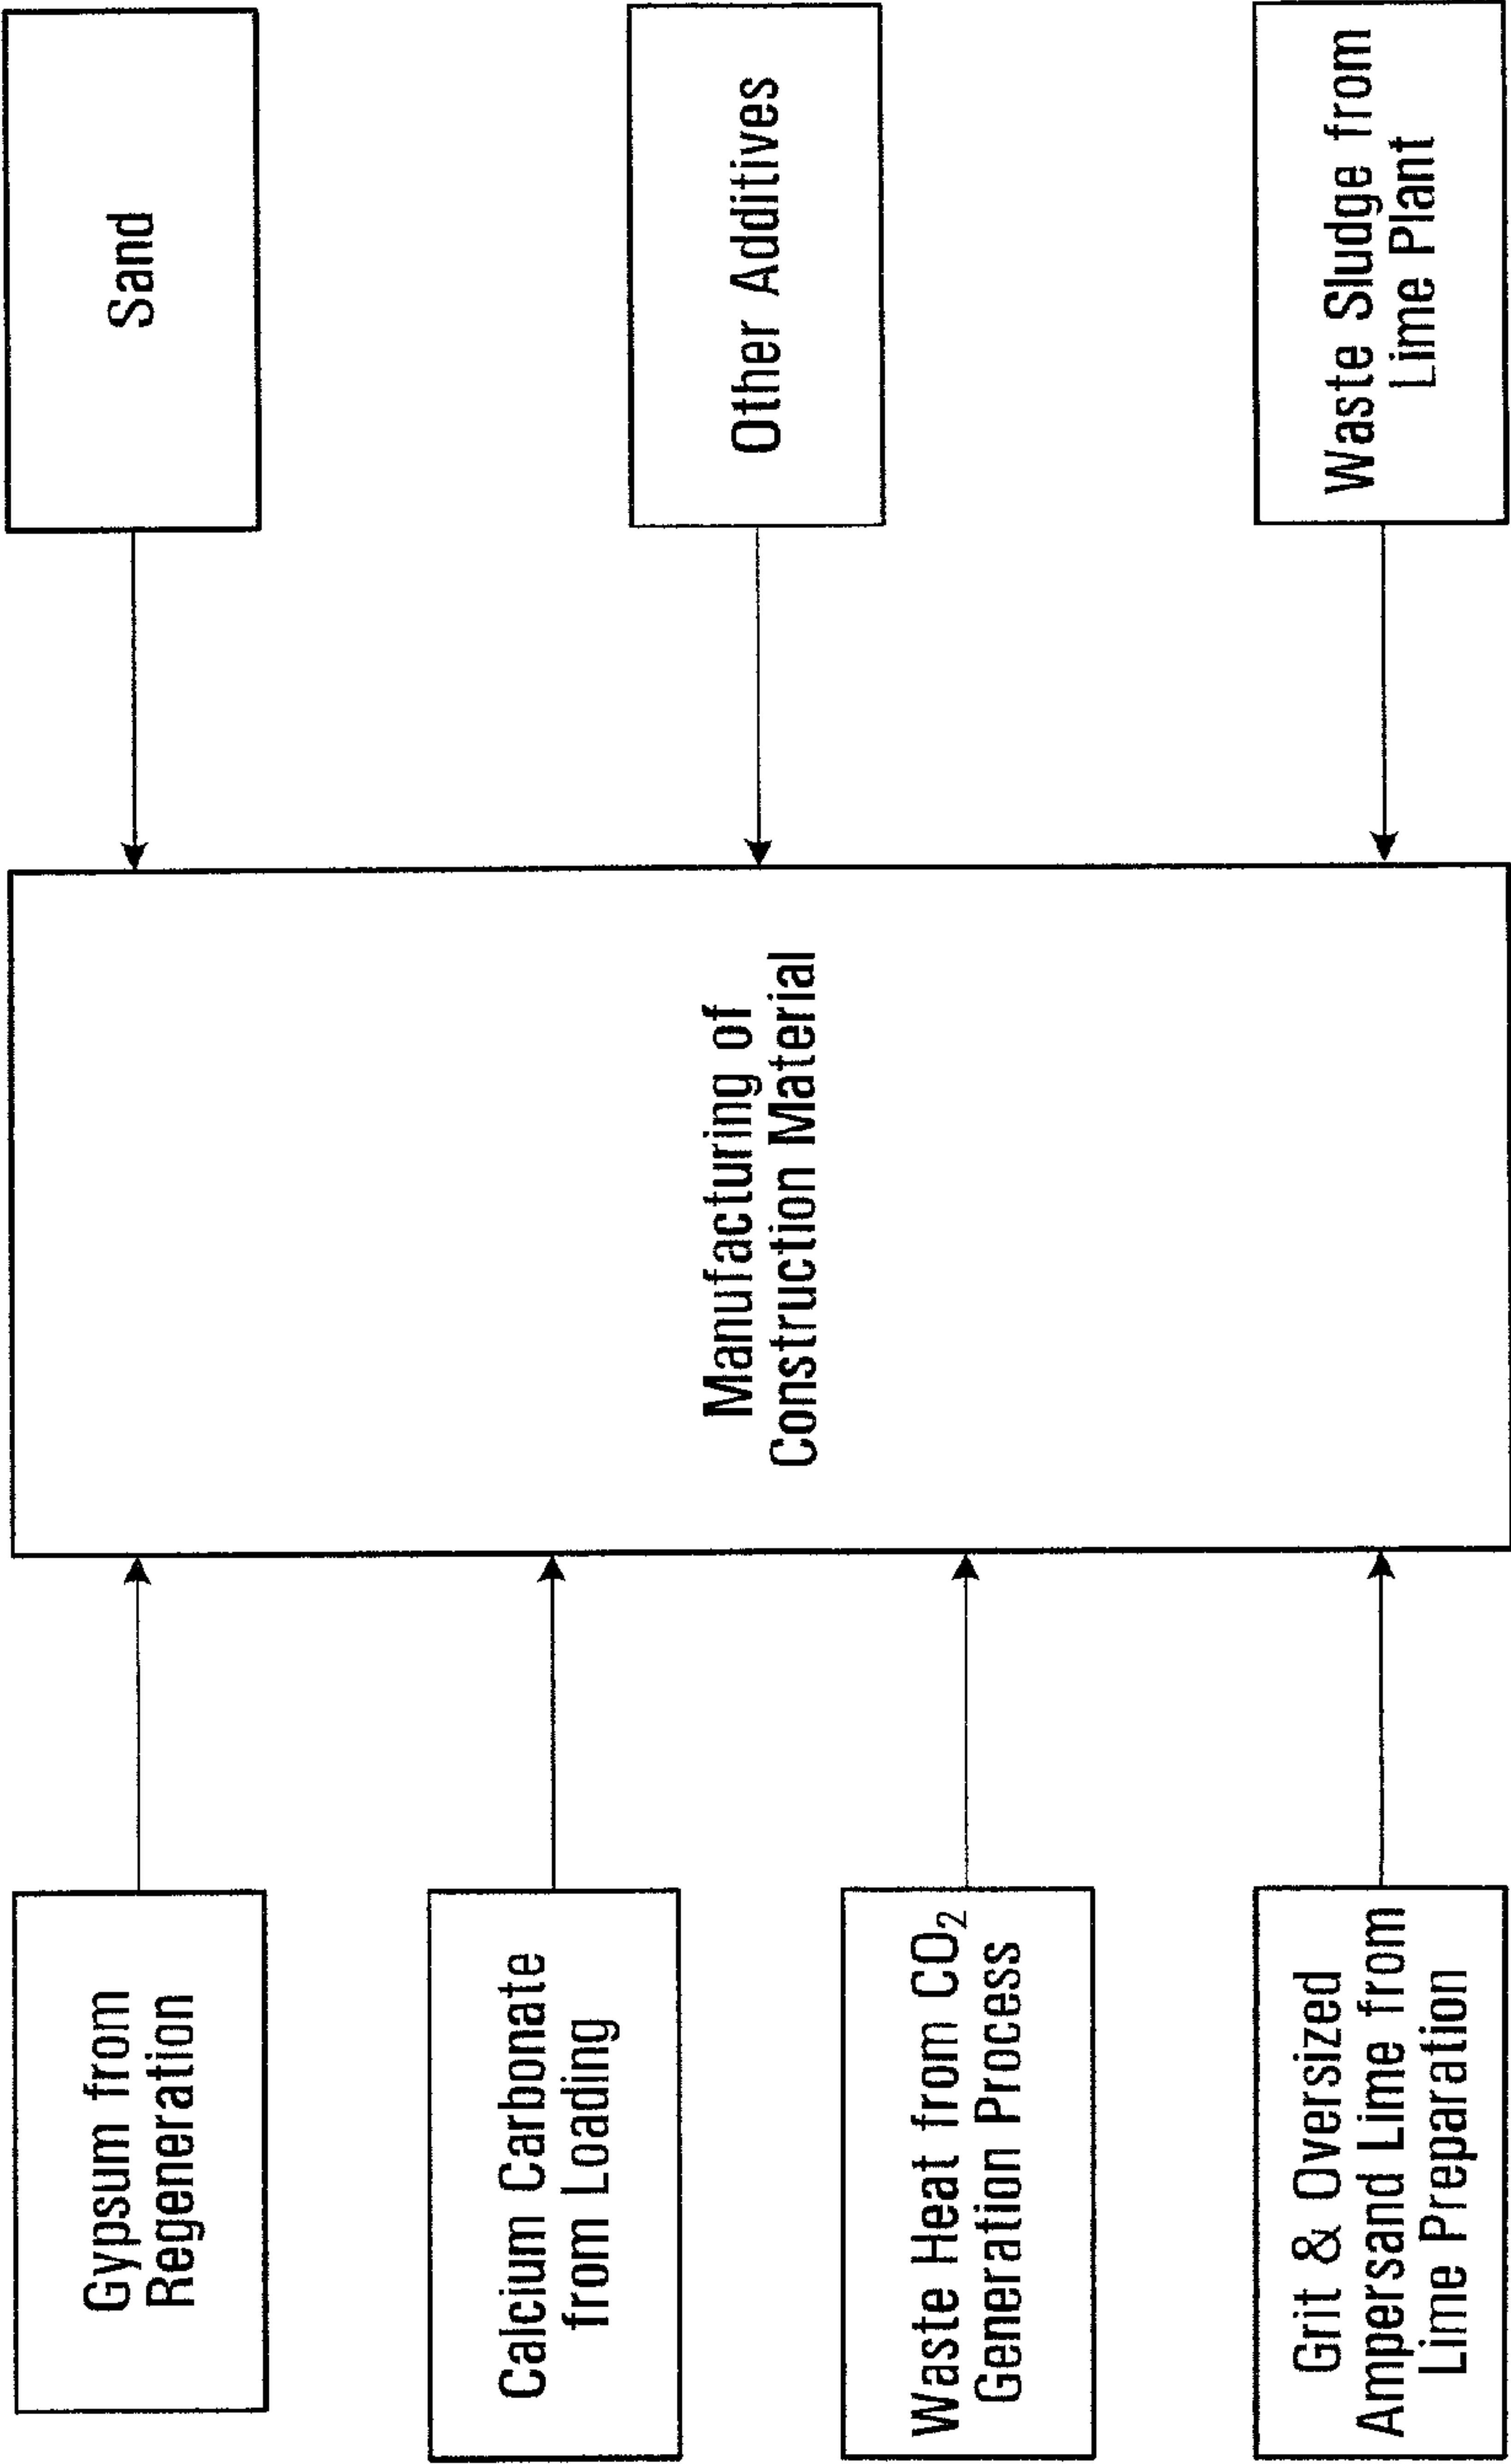 Gypsum from
Regeneration
Calcium Carbonate
from Loading
Waste Heat from CO₂
Generation Process
Grit & Oversized
Ampersand Lime from
Lime Preparation
Manufacturing of
Construction Material
Sand
Other Additives
Waste Sludge from
Lime Plant